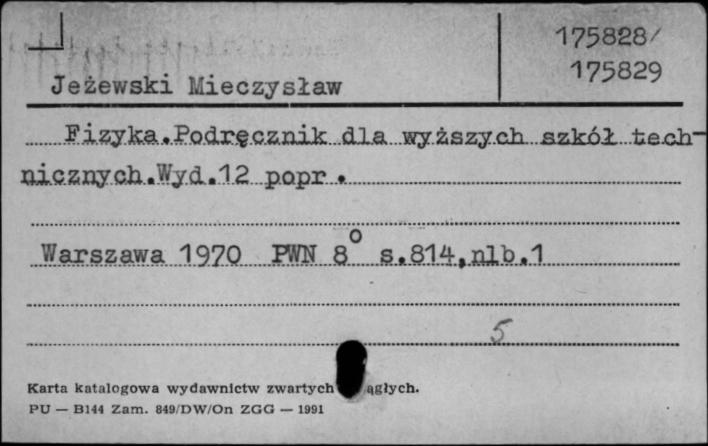 175828/
175829
Jeżewski Mieczysław
Fizyka.Podręcznik dla wyższych szkół tech-
nicznych.Wyd.12 popr.
Warszawa 1970 PWN 8° s.814,nlb.1
5
Karta katalogowa wydawnictw zwartych ągłych.
PU — B144 Zam. 849/DW/On ZGG — 1991